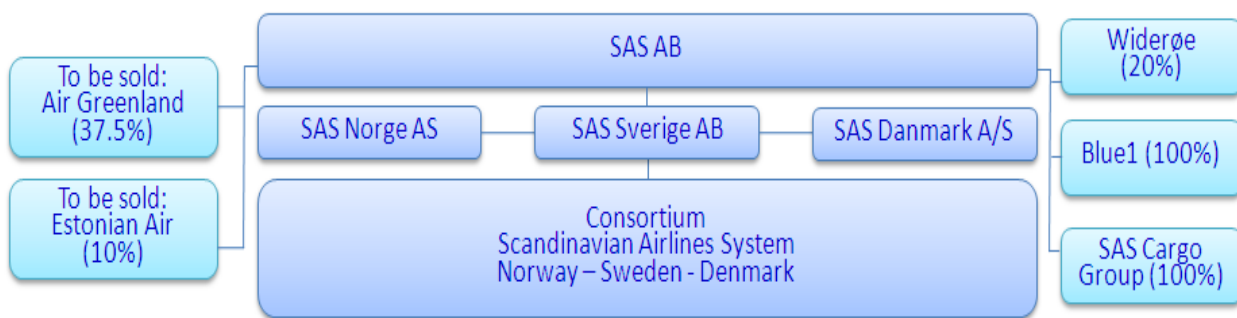 SAS AB
To be sold:
Air Greenland
(37.5%)
Widerøe
(20%)
SAS Norge AS
SAS Sverige AB
SAS Danmark A/S
Blue1 (100%)
To be sold:
Estonian Air
(10%)
Consortium
Scandinavian Airlines System
Norway – Sweden - Denmark
SAS Cargo
Group (100%)